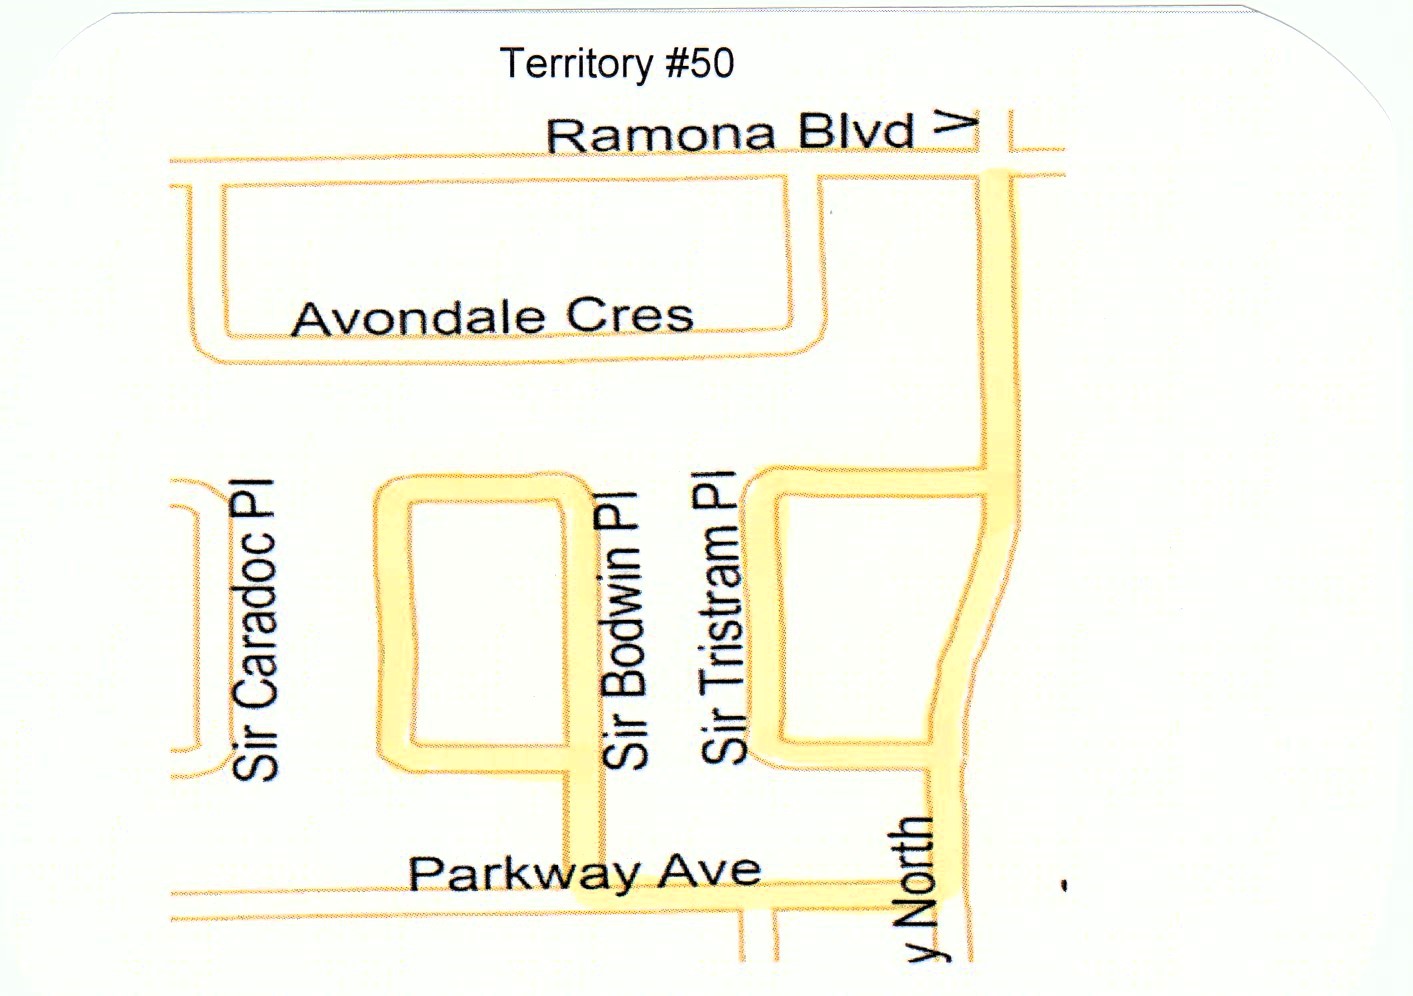 Territory #50
Ramona Blvd >
Avondale Cres
Sir Caradoc Pl
Sir Bodwin Pl
Sir Tristram Pl
Parkway Ave
y North